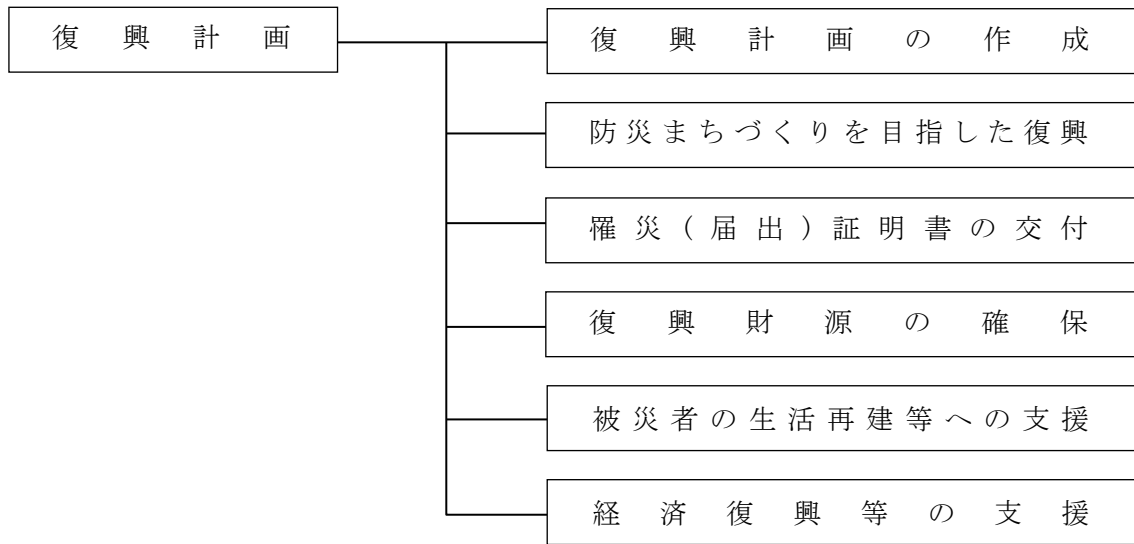 復興計画
復興計画の作成
防災まちづくりを目指した復興
罹災(届出)証明書の交付
復興財源の確保
被災者の生活再建等への支援
経済復興等の支援